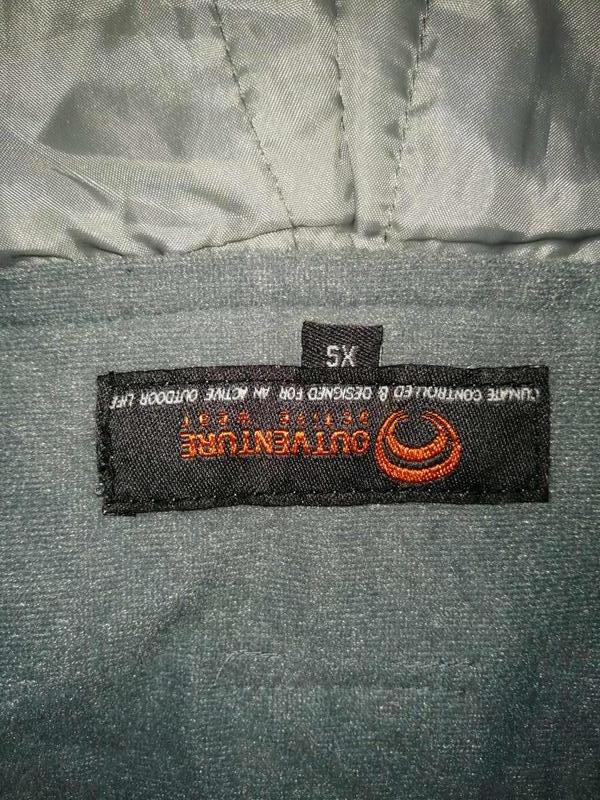 OUTVENTURE
active
wear
CLIMATE CONTROLLED & DESIGNED FOR AN ACTIVE OUTDOOR LIFE
XS